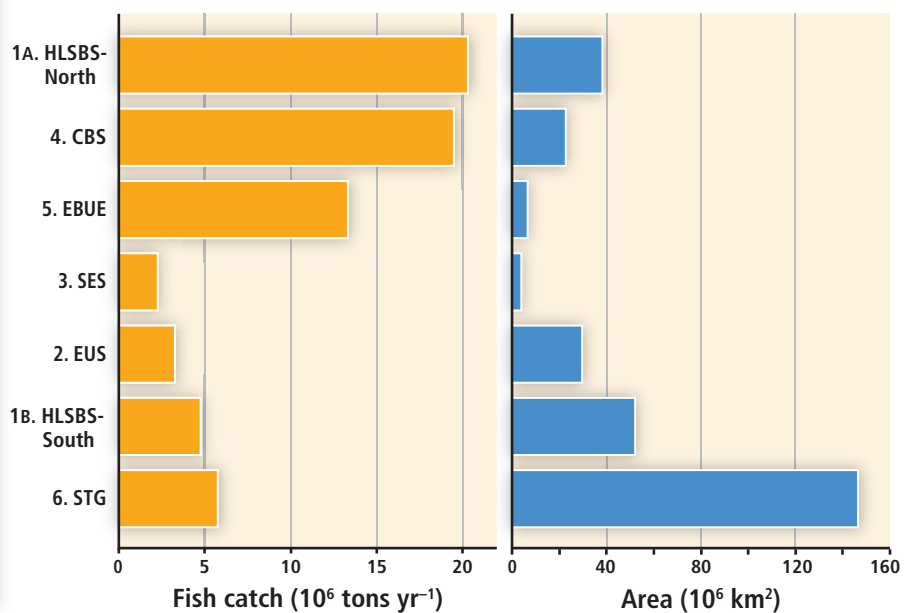 1A. HLSBS-
North
4. CBS
5. EBUE
3. SES
2. EUS
1B. HLSBS-
South
6. STG
0 5 10 15 20
Fish catch (10⁶ tons yr⁻¹)
0 40 80 120 160
Area (10⁶ km²)